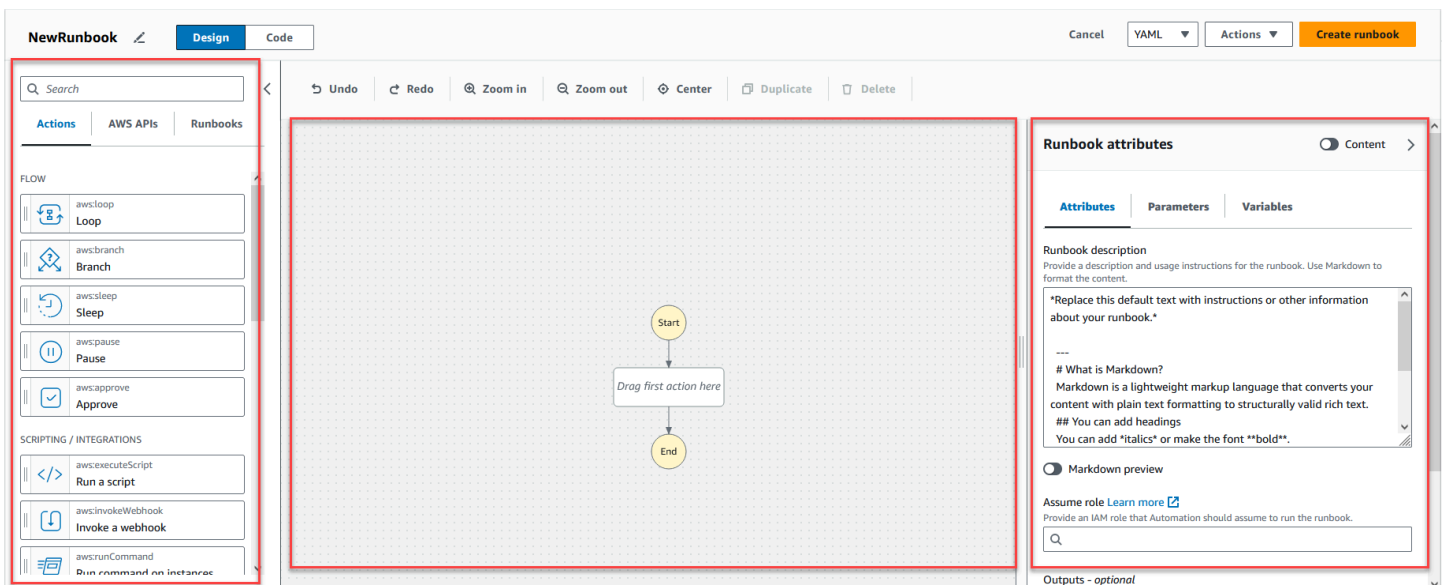 NewRunbook
Design
Code
Cancel
YAML
Actions
Create runbook
Search
Undo
Redo
Zoom in
Zoom out
Center
Duplicate
Delete
Actions
AWS APIs
Runbooks
FLOW
aws:loop
Loop
aws:branch
Branch
aws:sleep
Sleep
aws:pause
Pause
aws:approve
Approve
SCRIPTING / INTEGRATIONS
aws:executeScript
Run a script
aws:invokeWebhook
Invoke a webhook
aws:runCommand
Run command on instances
Start
Drag first action here
End
Runbook attributes
Content
Attributes
Parameters
Variables
Runbook description
Provide a description and usage instructions for the runbook. Use Markdown to
format the content.
*Replace this default text with instructions or other information
about your runbook.*
---
# What is Markdown?
Markdown is a lightweight markup language that converts your
content with plain text formatting to structurally valid rich text.
## You can add headings
You can add *italics* or make the font **bold**.
Markdown preview
Assume role Learn more
Provide an IAM role that Automation should assume to run the runbook.
Outputs - optional